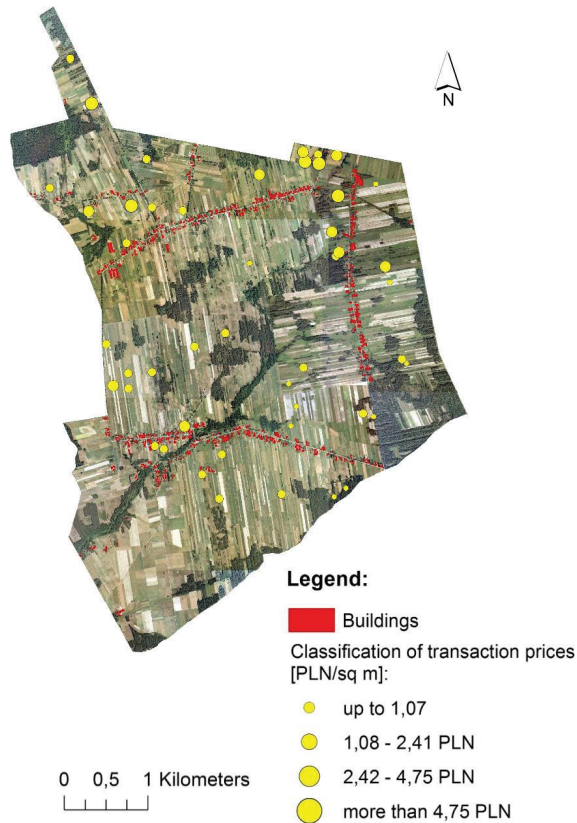 N
Legend:
Buildings
Classification of transaction prices
[PLN/sq m]:
up to 1,07
1,08 - 2,41 PLN
2,42 - 4,75 PLN
more than 4,75 PLN
0 0,5 1 Kilometers